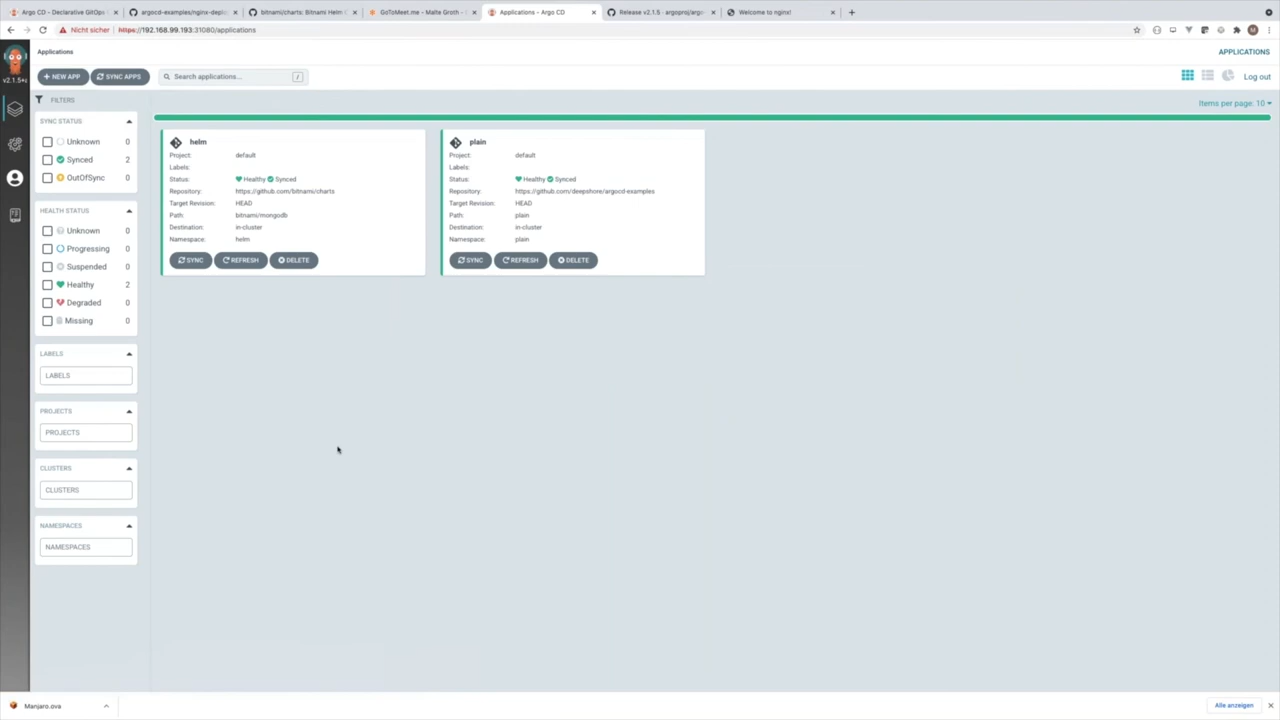 Argo CD - Declarative GitOps
argocd-examples/nginx-deplo
bitnami/charts: Bitnami Helm C
GoToMeet.me - Malte Groth -
Applications - Argo CD
Release v2.1.5 · argoproj/argo-
Welcome to nginx!
Nicht sicher
https://192.168.99.193:31080/applications
Applications
APPLICATIONS
v2.1.5+
NEW APP
SYNC APPS
Search applications...
/
Log out
FILTERS
Items per page: 10
SYNC STATUS
Unknown 0
Synced 2
OutOfSync 0
HEALTH STATUS
Unknown 0
Progressing 0
Suspended 0
Healthy 2
Degraded 0
Missing 0
LABELS
LABELS
PROJECTS
PROJECTS
CLUSTERS
CLUSTERS
NAMESPACES
NAMESPACES
helm
Project: default
Labels:
Status: Healthy Synced
Repository: https://github.com/bitnami/charts
Target Revision: HEAD
Path: bitnami/mongodb
Destination: in-cluster
Namespace: helm
SYNC
REFRESH
DELETE
plain
Project: default
Labels:
Status: Healthy Synced
Repository: https://github.com/deepshore/argocd-examples
Target Revision: HEAD
Path: plain
Destination: in-cluster
Namespace: plain
SYNC
REFRESH
DELETE
Manjaro.ova
Alle anzeigen